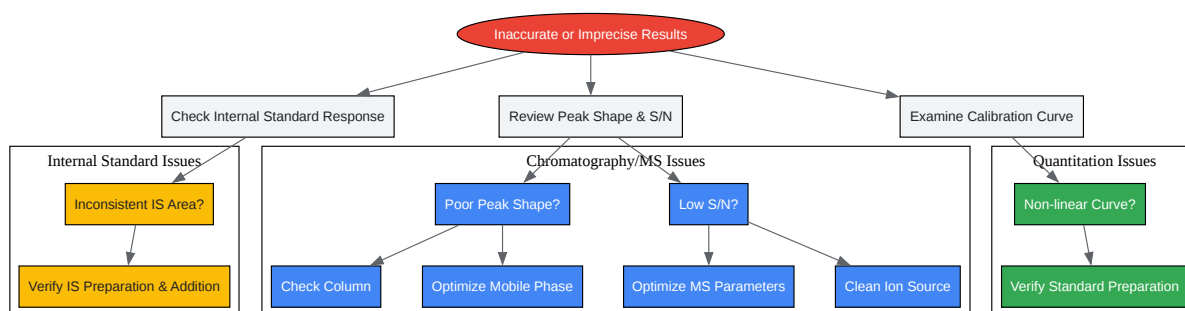 Inaccurate or Imprecise Results
Check Internal Standard Response
Review Peak Shape & S/N
Examine Calibration Curve
Internal Standard Issues
Chromatography/MS Issues
Quantitation Issues
Inconsistent IS Area?
Poor Peak Shape?
Low S/N?
Non-linear Curve?
Verify IS Preparation & Addition
Check Column
Optimize Mobile Phase
Optimize MS Parameters
Clean Ion Source
Verify Standard Preparation